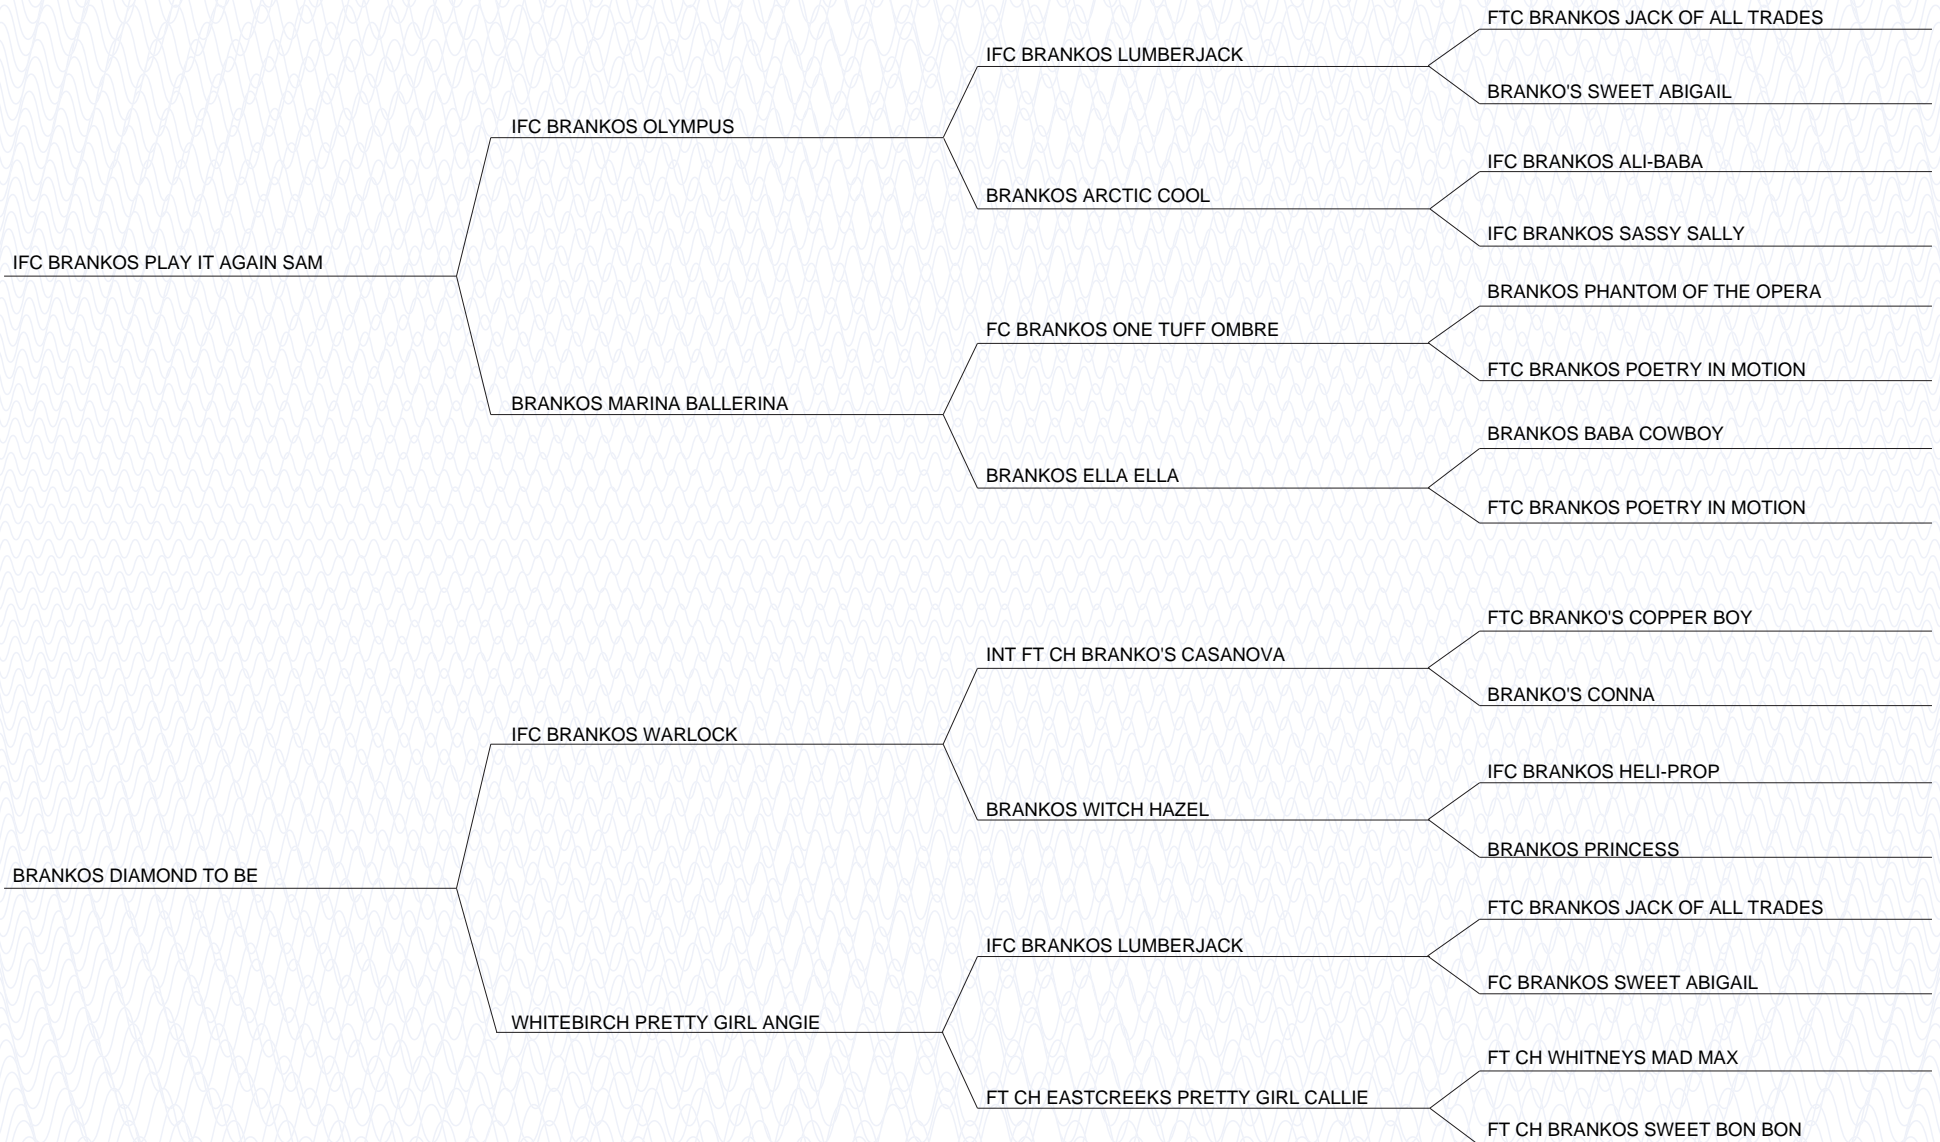 FTC BRANKOS JACK OF ALL TRADES
IFC BRANKOS LUMBERJACK
BRANKO'S SWEET ABIGAIL
IFC BRANKOS OLYMPUS
IFC BRANKOS ALI-BABA
BRANKOS ARCTIC COOL
IFC BRANKOS SASSY SALLY
IFC BRANKOS PLAY IT AGAIN SAM
BRANKOS PHANTOM OF THE OPERA
FC BRANKOS ONE TUFF OMBRE
FTC BRANKOS POETRY IN MOTION
BRANKOS MARINA BALLERINA
BRANKOS BABA COWBOY
BRANKOS ELLA ELLA
FTC BRANKOS POETRY IN MOTION
FTC BRANKO'S COPPER BOY
INT FT CH BRANKO'S CASANOVA
BRANKO'S CONNA
IFC BRANKOS WARLOCK
IFC BRANKOS HELI-PROP
BRANKOS WITCH HAZEL
BRANKOS PRINCESS
BRANKOS DIAMOND TO BE
FTC BRANKOS JACK OF ALL TRADES
IFC BRANKOS LUMBERJACK
FC BRANKOS SWEET ABIGAIL
WHITEBIRCH PRETTY GIRL ANGIE
FT CH WHITNEYS MAD MAX
FT CH EASTCREEKS PRETTY GIRL CALLIE
FT CH BRANKOS SWEET BON BON